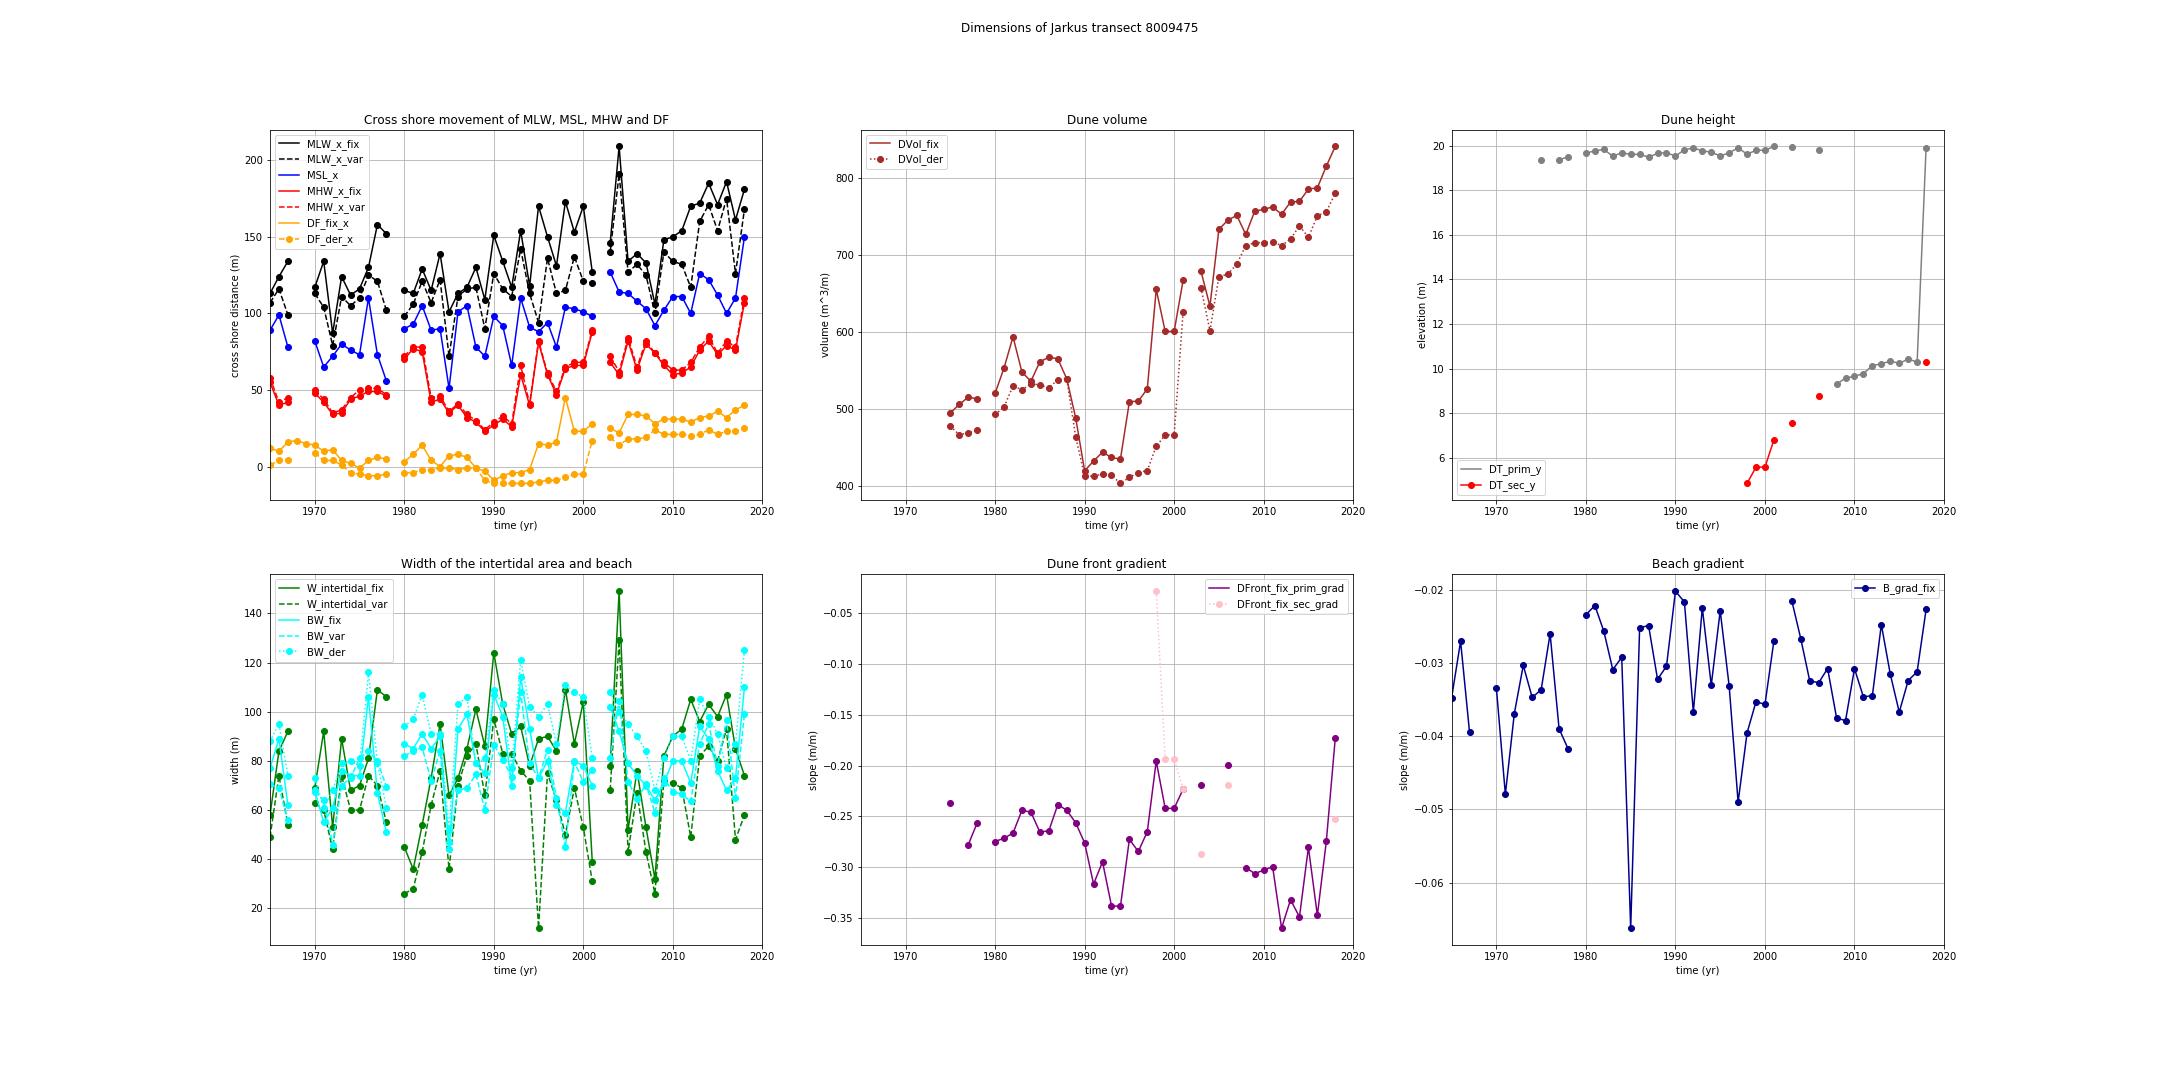 Dimensions of Jarkus transect 8009475
Cross shore movement of MLW, MSL, MHW and DF
MLW_x_fix
MLW_x_var
MSL_x
MHW_x_fix
MHW_x_var
DF_fix_x
DF_der_x
200
150
100
50
0
cross shore distance (m)
1970 1980 1990 2000 2010 2020
time (yr)
Dune volume
DVol_fix
DVol_der
800
700
600
500
400
volume (m^3/m)
1970 1980 1990 2000 2010 2020
time (yr)
Dune height
20
18
16
14
12
10
8
6
elevation (m)
DT_prim_y
DT_sec_y
1970 1980 1990 2000 2010 2020
time (yr)
Width of the intertidal area and beach
W_intertidal_fix
W_intertidal_var
BW_fix
BW_var
BW_der
140
120
100
80
60
40
20
width (m)
1970 1980 1990 2000 2010 2020
time (yr)
Dune front gradient
DFront_fix_prim_grad
DFront_fix_sec_grad
−0.05
−0.10
−0.15
−0.20
−0.25
−0.30
−0.35
slope (m/m)
1970 1980 1990 2000 2010 2020
time (yr)
Beach gradient
B_grad_fix
−0.02
−0.03
−0.04
−0.05
−0.06
slope (m/m)
1970 1980 1990 2000 2010 2020
time (yr)